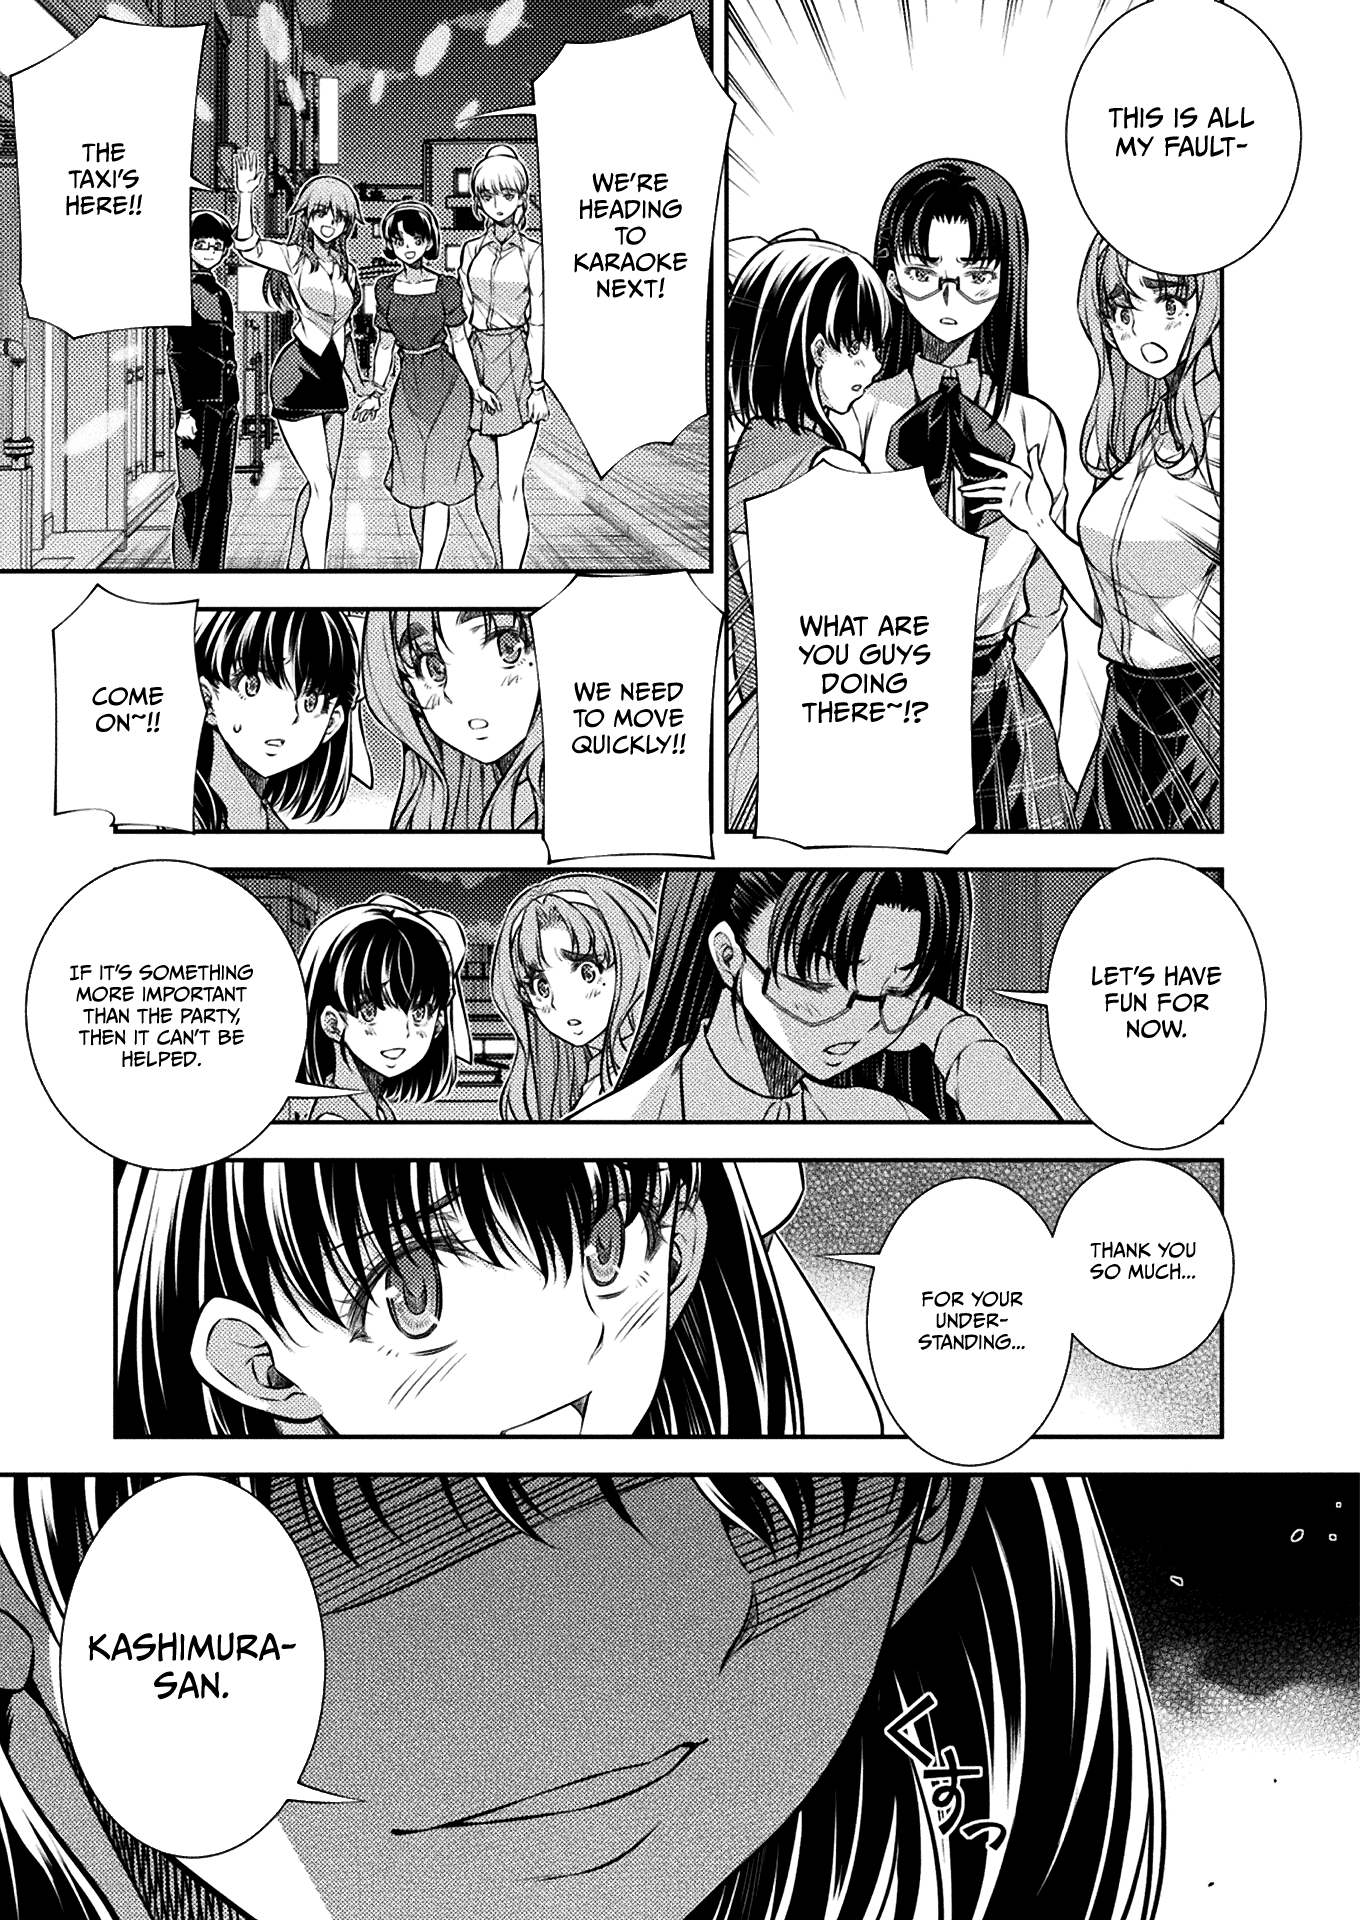 THIS IS ALL
MY FAULT-
WHAT ARE
YOU GUYS
DOING
THERE~!?
WE'RE
HEADING
TO
KARAOKE
NEXT!
THE
TAXI'S
HERE!!
WE NEED
TO MOVE
QUICKLY!!
COME
ON~!!
LET'S HAVE
FUN FOR
NOW.
IF IT'S SOMETHING
MORE IMPORTANT
THAN THE PARTY,
THEN IT CAN'T BE
HELPED.
THANK YOU
SO MUCH...
FOR YOUR
UNDER-
STANDING...
KASHIMURA-
SAN.
くすっ